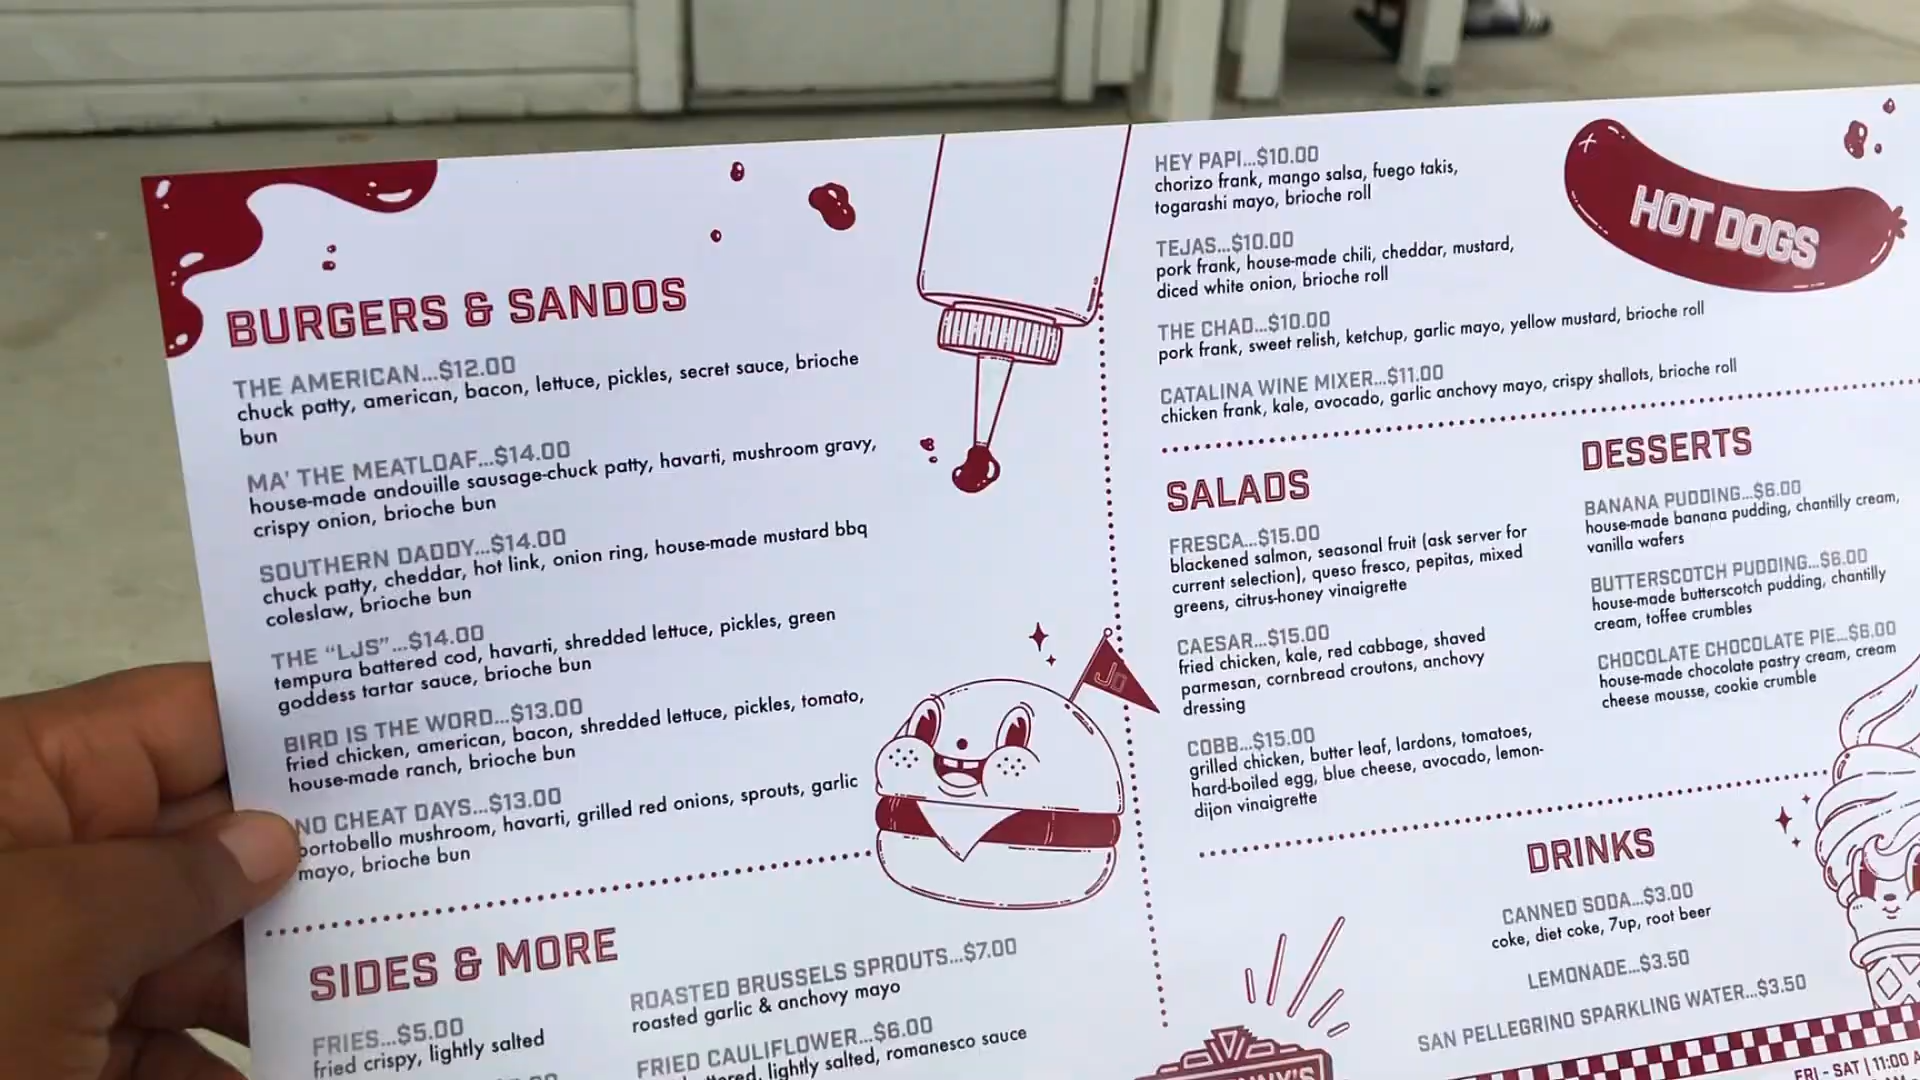 BURGERS & SANDOS
THE AMERICAN...$12.00
chuck patty, american, bacon, lettuce, pickles, secret sauce, brioche
bun
MA' THE MEATLOAF...$14.00
house-made andouille sausage-chuck patty, havarti, mushroom gravy,
crispy onion, brioche bun
SOUTHERN DADDY...$14.00
chuck patty, cheddar, hot link, onion ring, house-made mustard bbq
coleslaw, brioche bun
THE “LJS”...$14.00
tempura battered cod, havarti, shredded lettuce, pickles, green
goddess tartar sauce, brioche bun
BIRD IS THE WORD...$13.00
fried chicken, american, bacon, shredded lettuce, pickles, tomato,
house-made ranch, brioche bun
NO CHEAT DAYS...$13.00
portobello mushroom, havarti, grilled red onions, sprouts, garlic
mayo, brioche bun
SIDES & MORE
FRIES...$5.00
fried crispy, lightly salted
ROASTED BRUSSELS SPROUTS...$7.00
roasted garlic & anchovy mayo
FRIED CAULIFLOWER...$6.00
lightly salted, romanesco sauce
HOT DOGS
HEY PAPI...$10.00
chorizo frank, mango salsa, fuego takis,
togarashi mayo, brioche roll
TEJAS...$10.00
pork frank, house-made chili, cheddar, mustard,
diced white onion, brioche roll
THE CHAD...$10.00
pork frank, sweet relish, ketchup, garlic mayo, yellow mustard, brioche roll
CATALINA WINE MIXER...$11.00
chicken frank, kale, avocado, garlic anchovy mayo, crispy shallots, brioche roll
SALADS
FRESCA...$15.00
blackened salmon, seasonal fruit (ask server for
current selection), queso fresco, pepitas, mixed
greens, citrus-honey vinaigrette
CAESAR...$15.00
fried chicken, kale, red cabbage, shaved
parmesan, cornbread croutons, anchovy
dressing
COBB...$15.00
grilled chicken, butter leaf, lardons, tomatoes,
hard-boiled egg, blue cheese, avocado, lemon-
dijon vinaigrette
DESSERTS
BANANA PUDDING...$6.00
house-made banana pudding, chantilly cream,
vanilla wafers
BUTTERSCOTCH PUDDING...$6.00
house-made butterscotch pudding, chantilly
cream, toffee crumbles
CHOCOLATE CHOCOLATE PIE...$6.00
house-made chocolate pastry cream, cream
cheese mousse, cookie crumble
DRINKS
CANNED SODA...$3.00
coke, diet coke, 7up, root beer
LEMONADE...$3.50
SAN PELLEGRINO SPARKLING WATER...$3.50
FRI - SAT | 11:00 A